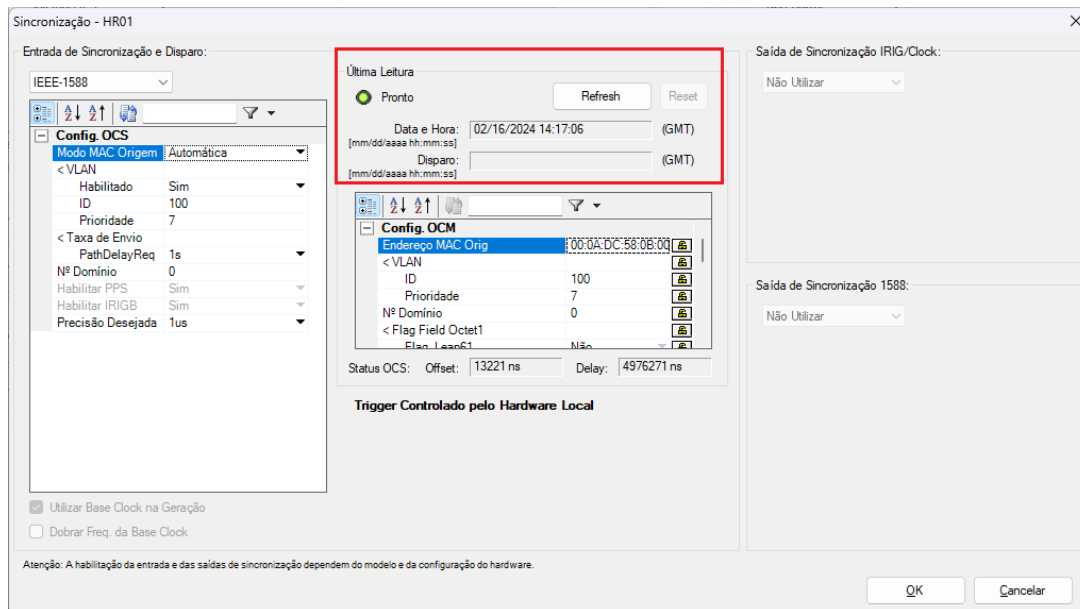 Sincronização - HR01
Entrada de Sincronização e Disparo:
IEEE-1588
Config. OCS
Modo MAC Origem Automática
< VLAN
Habilitado Sim
ID 100
Prioridade 7
< Taxa de Envio
PathDelayReq 1s
Nº Domínio 0
Habilitar PPS Sim
Habilitar IRIGB Sim
Precisão Desejada 1us
Utilizar Base Clock na Geração
Dobrar Freq. da Base Clock
Última Leitura
Pronto Refresh Reset
Data e Hora: 02/16/2024 14:17:06 (GMT)
[mm/dd/aaaa hh:mm:ss]
Disparo: (GMT)
[mm/dd/aaaa hh:mm:ss]
Config. OCM
Endereço MAC Orig 00:0A:DC:58:0B:00
< VLAN
ID 100
Prioridade 7
Nº Domínio 0
< Flag Field Octet1
Flag Leap61 Não
Status OCS: Offset: 13221 ns Delay: 4976271 ns
Trigger Controlado pelo Hardware Local
Saída de Sincronização IRIG/Clock:
Não Utilizar
Saída de Sincronização 1588:
Não Utilizar
Atenção: A habilitação da entrada e das saídas de sincronização dependem do modelo e da configuração do hardware.
OK Cancelar